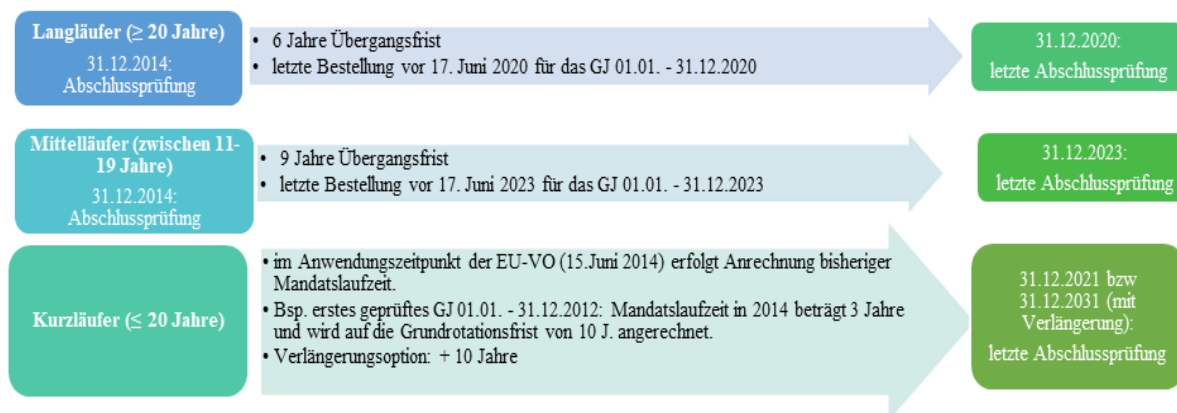 Langläufer (≥ 20 Jahre)
31.12.2014:
Abschlussprüfung
• 6 Jahre Übergangsfrist
• letzte Bestellung vor 17. Juni 2020 für das GJ 01.01. - 31.12.2020
31.12.2020:
letzte Abschlussprüfung
Mittelläufer (zwischen 11-
19 Jahre)
31.12.2014:
Abschlussprüfung
• 9 Jahre Übergangsfrist
• letzte Bestellung vor 17. Juni 2023 für das GJ 01.01. - 31.12.2023
31.12.2023:
letzte Abschlussprüfung
Kurzläufer (≤ 20 Jahre)
• im Anwendungszeitpunkt der EU-VO (15.Juni 2014) erfolgt Anrechnung bisheriger
Mandatslaufzeit.
• Bsp. erstes geprüftes GJ 01.01. - 31.12.2012: Mandatslaufzeit in 2014 beträgt 3 Jahre
und wird auf die Grundrotationsfrist von 10 J. angerechnet.
• Verlängerungsoption: + 10 Jahre
31.12.2021 bzw
31.12.2031 (mit
Verlängerung):
letzte Abschlussprüfung